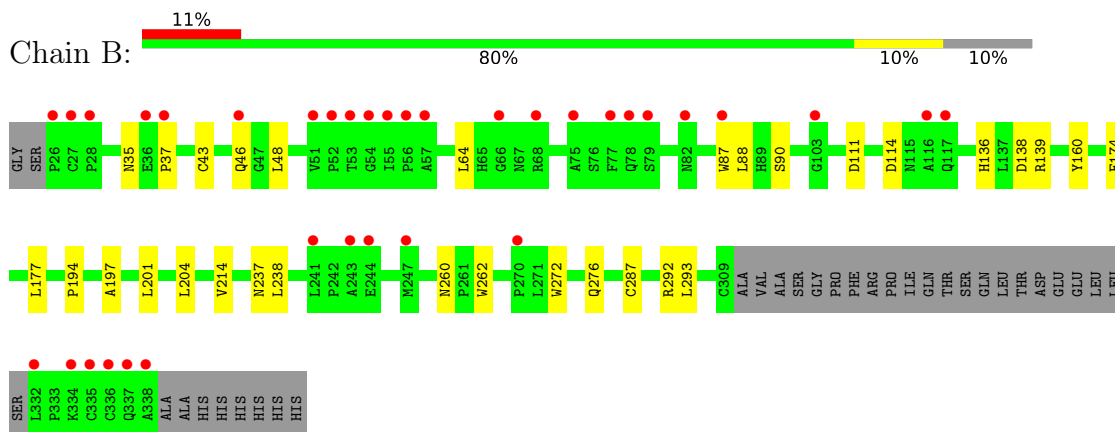 11%
Chain B:
80% 10% 10%
GLY SER P26 C27 P28 N35 E36 P37 C43 Q46 G47 L48 V51 P52 T53 G54 I55 P56 A57 L64 H65 G66 N67 R68 A75 S76 F77 Q78 S79 N82 W87 L88 H89 S90 G103 D111 D114 N115 A116 Q117 H136 L137 D138 R139 Y160
L177 P194 A197 L201 L204 V214 N237 L238 L241 P242 A243 E244 M247 N260 P261 W262 P270 L271 W272 Q276 C287 R292 L293 C309 ALA VAL ALA SER GLY PRO PHE ARG PRO ILE GLN THR SER GLN LEU THR ASP GLU GLU LEU LEU
SER L332 P333 K334 C335 C336 Q337 A338 ALA ALA HIS HIS HIS HIS HIS HIS